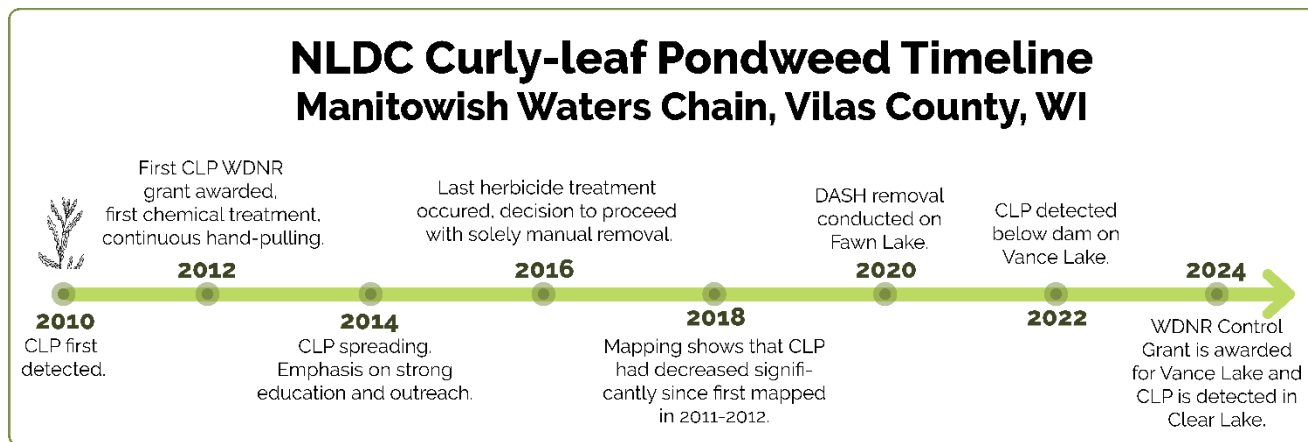 NLDC Curly-leaf Pondweed Timeline
Manitowish Waters Chain, Vilas County, WI
2010
CLP first
detected.
First CLP WDNR
grant awarded,
first chemical treatment,
continuous hand-pulling.
2012
2014
CLP spreading.
Emphasis on strong
education and outreach.
Last herbicide treatment
occured, decision to proceed
with solely manual removal.
2016
2018
Mapping shows that CLP
had decreased signifi-
cantly since first mapped
in 2011-2012.
DASH removal
conducted on
Fawn Lake.
2020
CLP detected
below dam on
Vance Lake.
2022
2024
WDNR Control
Grant is awarded
for Vance Lake and
CLP is detected in
Clear Lake.